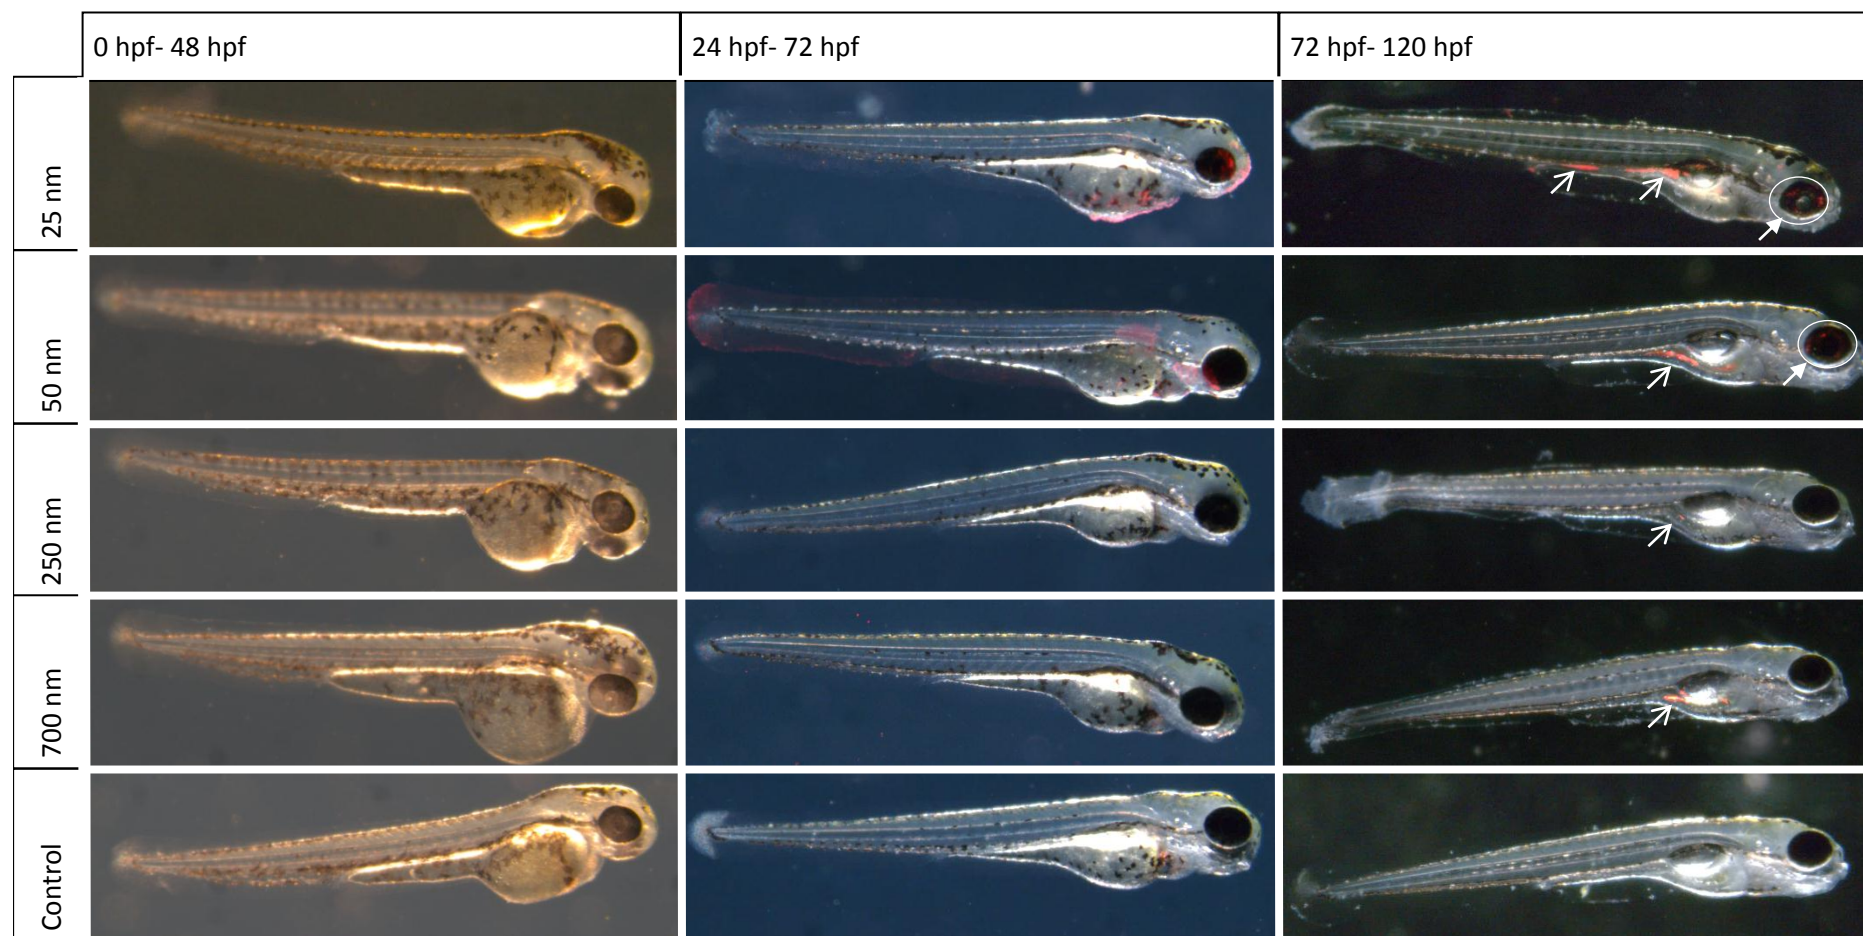 0 hpf- 48 hpf
24 hpf- 72 hpf
72 hpf- 120 hpf
25 nm
50 nm
250 nm
700 nm
Control